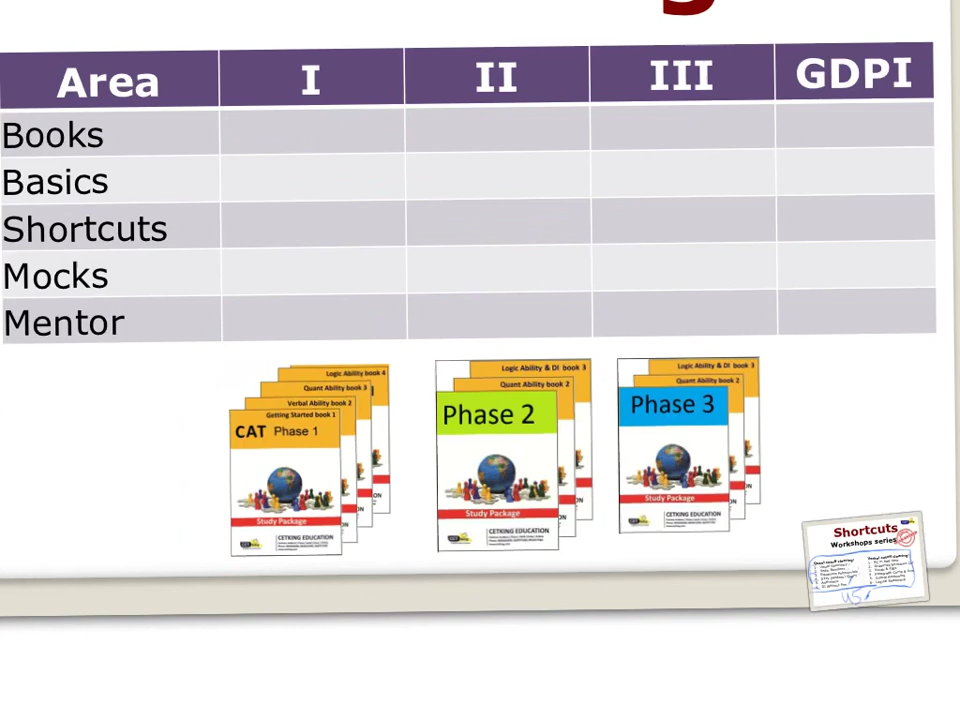 Area I II III GDPI
Books
Basics
Shortcuts
Mocks
Mentor
Logic Ability book 4
Quant Ability book 3
Verbal Ability book 2
Getting Started book 1
CAT Phase 1
Study Package
CETKING EDUCATION
Logic Ability & DI book 3
Quant Ability book 2
Phase 2
Study Package
CETKING EDUCATION
Logic Ability & DI book 3
Quant Ability book 2
Phase 3
Study Package
CETKING EDUCATION
Shortcuts
Workshops series